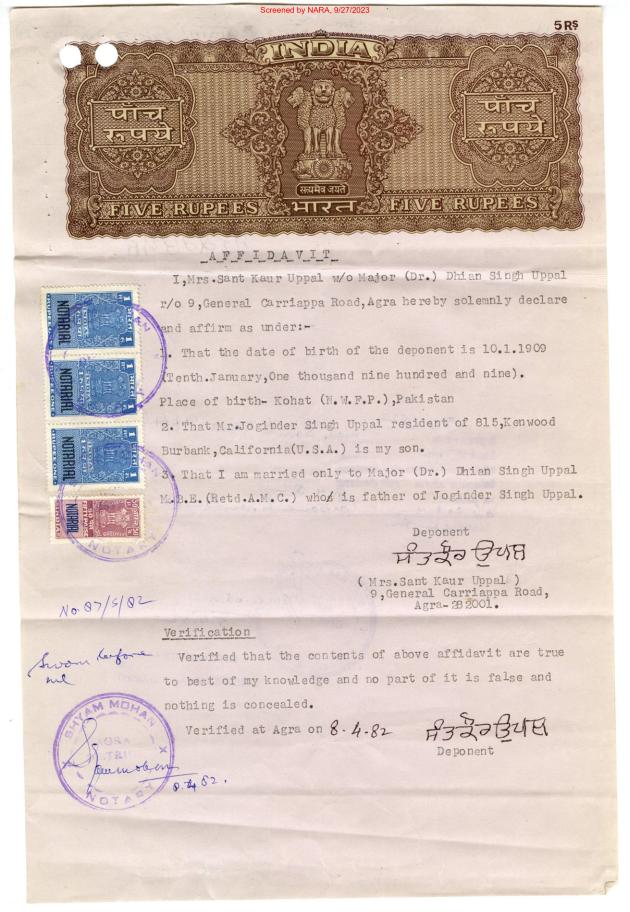 Screened by NARA, 9/27/2023
5 RS
INDIA
पाँच
रूपये
पाँच
रूपये
सत्यमेव जयते
FIVE RUPEES भारत FIVE RUPEES
AFFIDAVIT
I,Mrs.Sant Kaur Uppal w/o Major (Dr.) Dhian Singh Uppal
r/o 9,General Carriappa Road,Agra hereby solemnly declare
and affirm as under:-
1. That the date of birth of the deponent is 10.1.1909
(Tenth.January,One thousand nine hundred and nine).
Place of birth- Kohat (N.W.F.P.),Pakistan
2. That Mr.Joginder Singh Uppal resident of 815,Kenwood
Burbank,California(U.S.A.) is my son.
3. That I am married only to Major (Dr.) Dhian Singh Uppal
M.B.E.(Retd.A.M.C.) who is father of Joginder Singh Uppal.
NOTARIAL
NOTARIAL
NOTARIAL
NOTARIAL
NOTARY
Deponent
ਸੰਤ ਕੌਰ ਉਪਲ
(Mrs.Sant Kaur Uppal)
9,General Carriappa Road,
Agra-282001.
No. 87/5/82
Verification
Sworn before
me
Verified that the contents of above affidavit are true
to best of my knowledge and no part of it is false and
nothing is concealed.
Verified at Agra on 8.4.82
ਸੰਤ ਕੌਰ ਉਪਲ
Deponent
SHYAM MOHAN
AGRA
NOTARY
8.4.82.